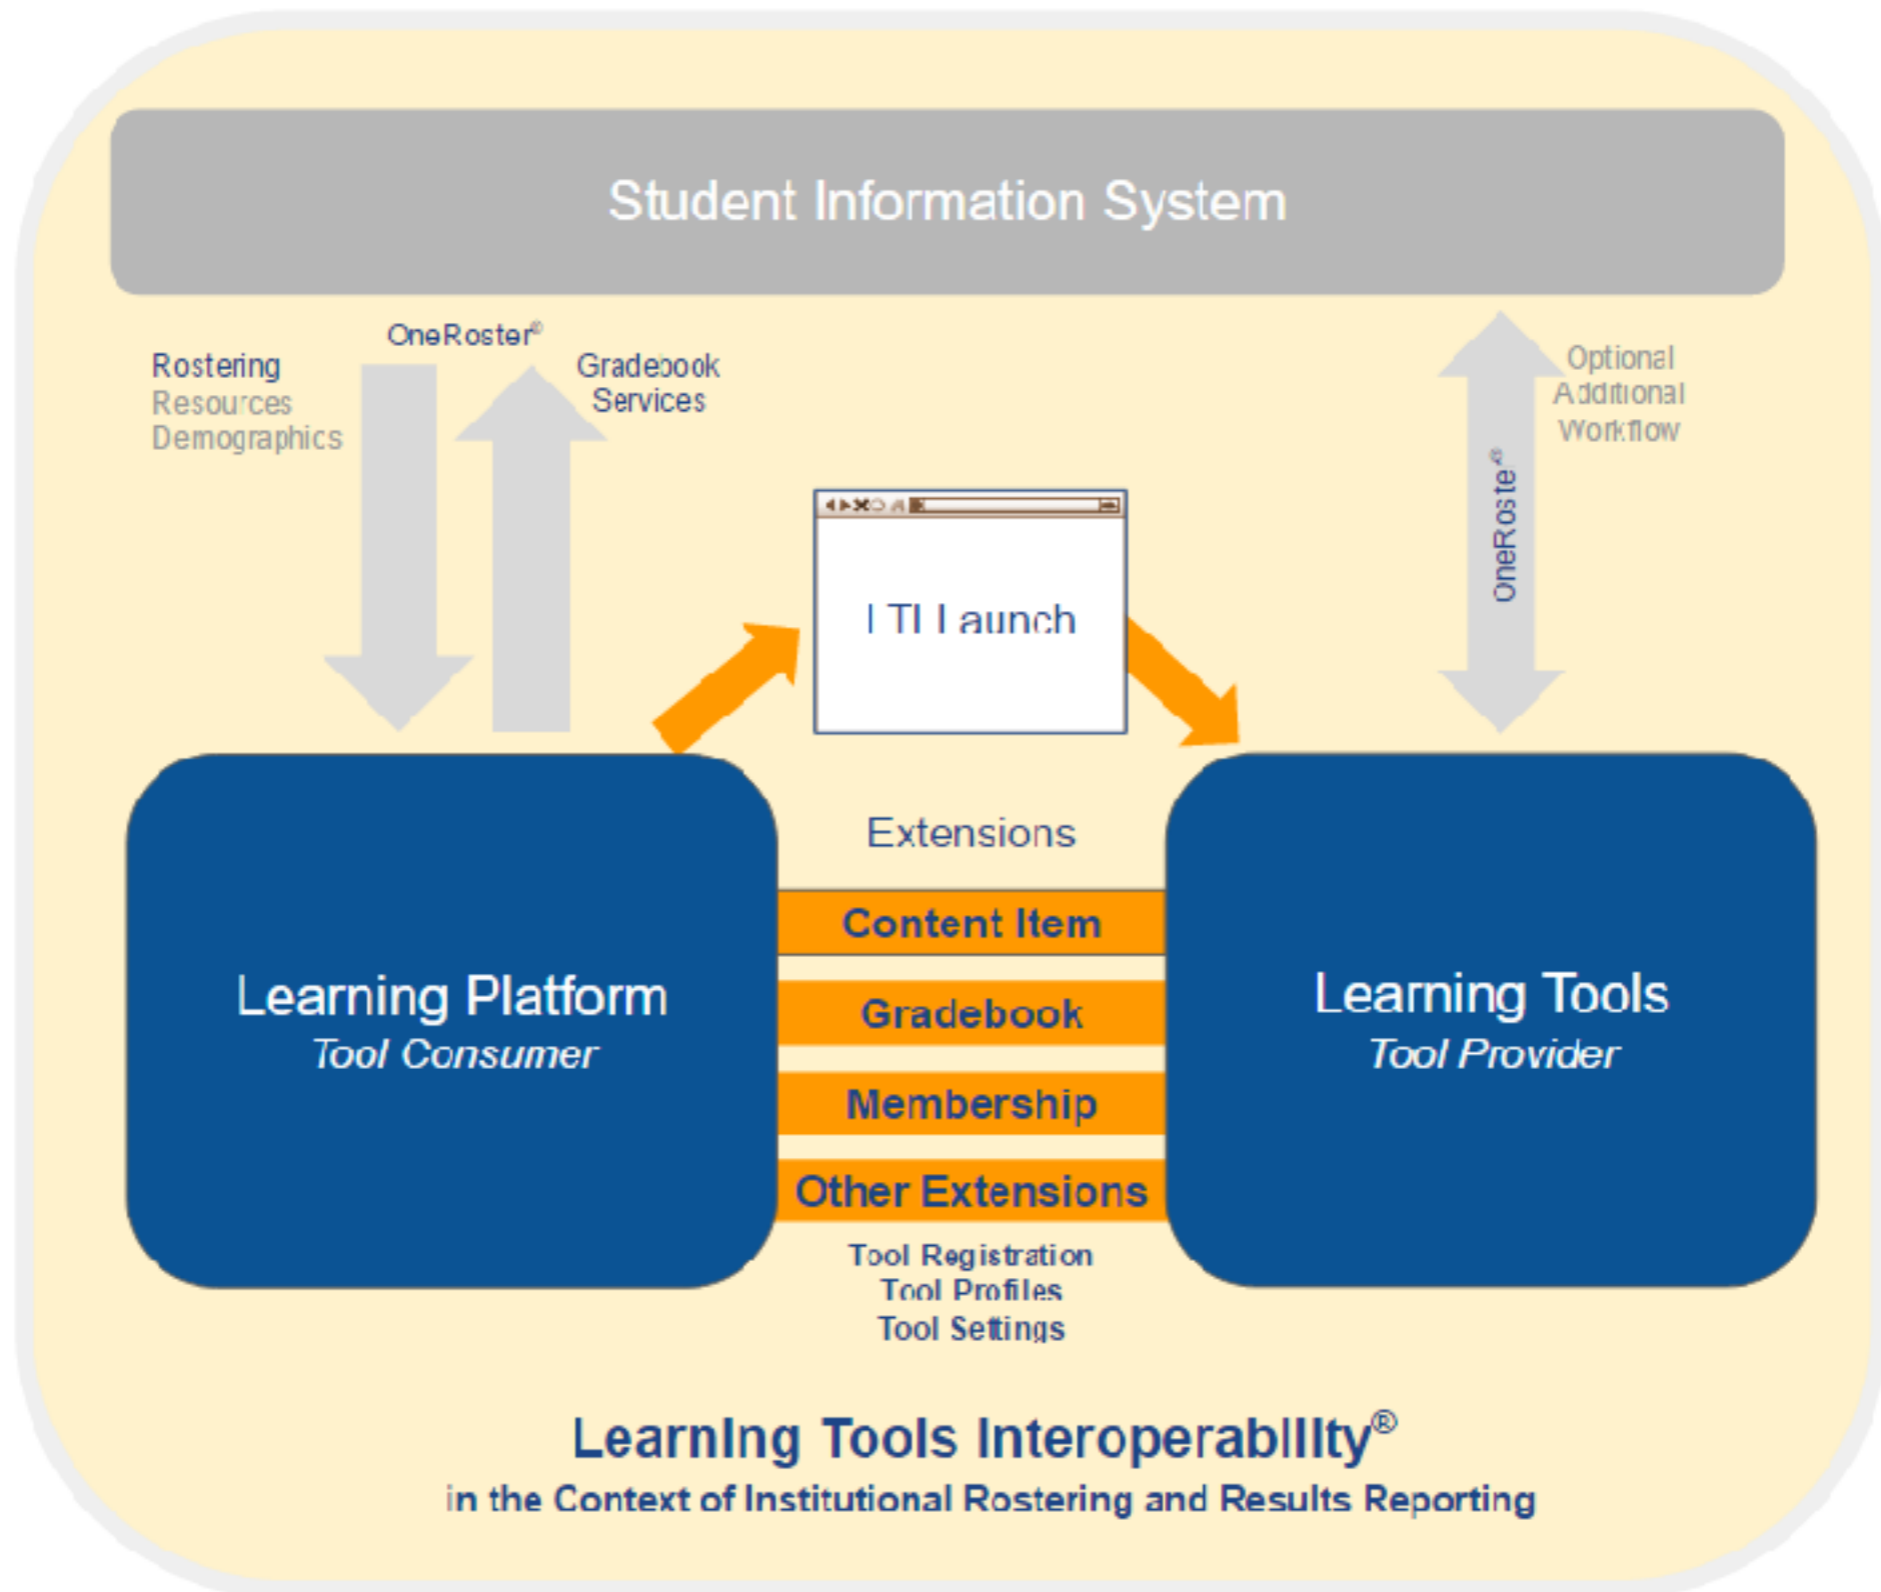 Student Information System
OneRoster®
Rostering
Resources
Demographics
Gradebook
Services
Optional
Additional
Workflow
OneRoster®
LTI Launch
Extensions
Content Item
Gradebook
Membership
Other Extensions
Learning Platform
Tool Consumer
Learning Tools
Tool Provider
Tool Registration
Tool Profiles
Tool Settings
Learning Tools Interoperability®
in the Context of Institutional Rostering and Results Reporting